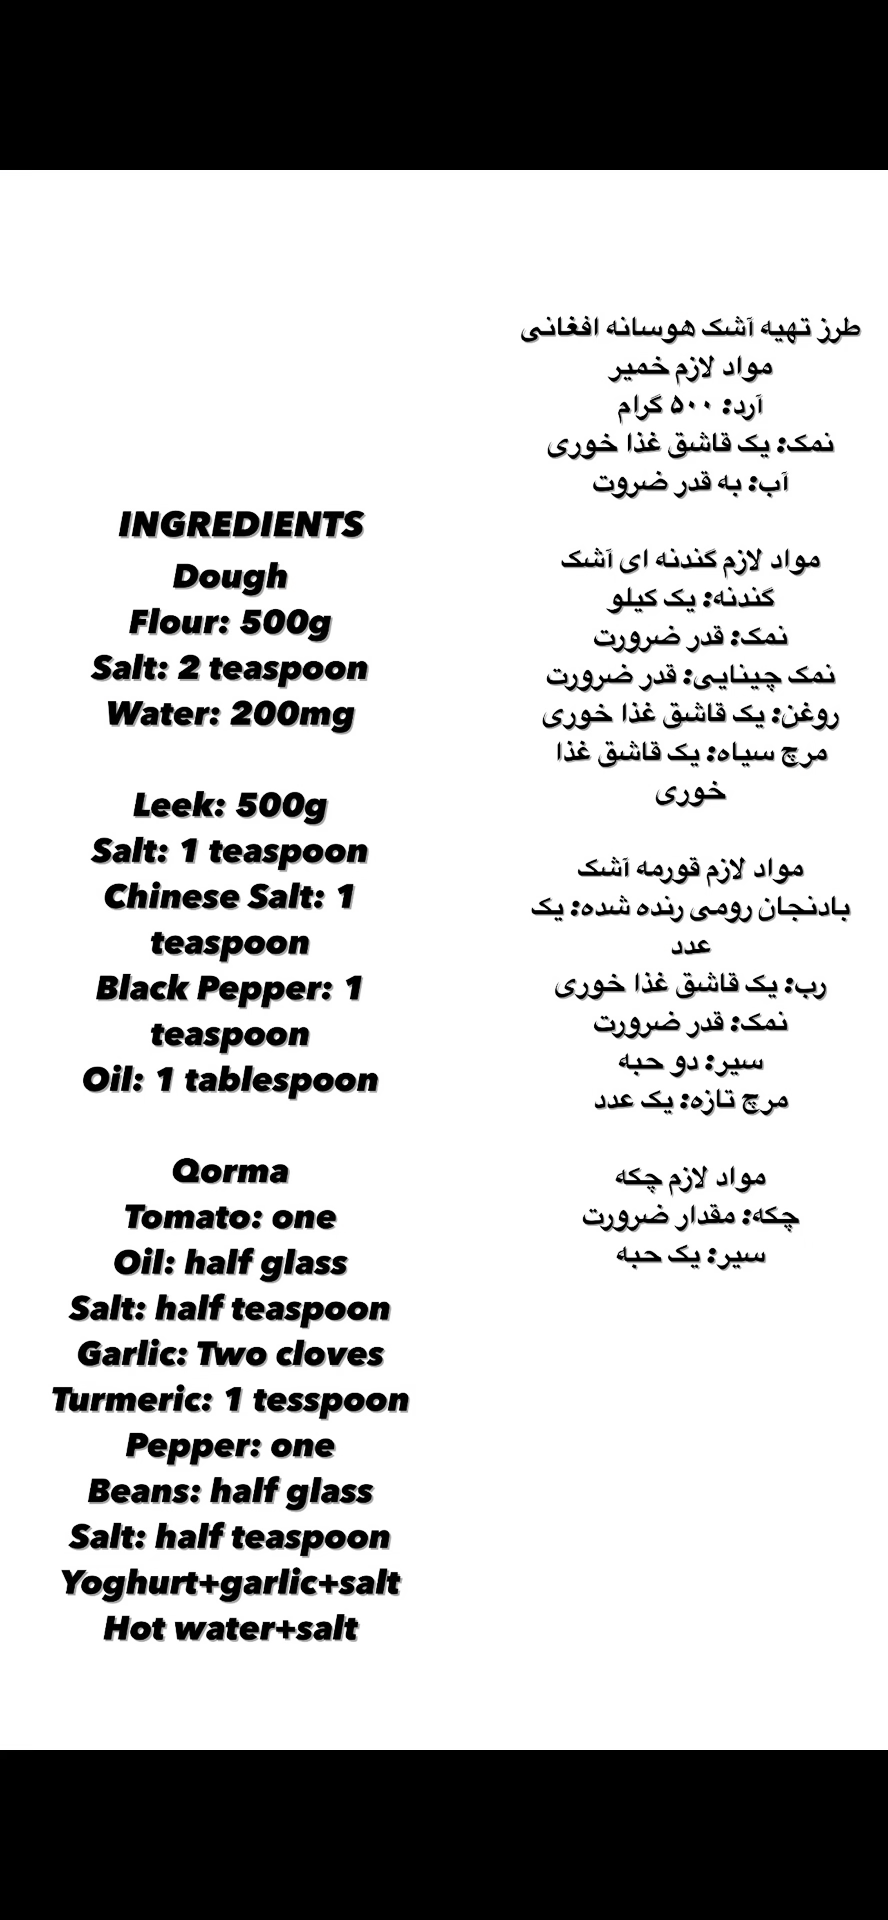 INGREDIENTS
Dough
Flour: 500g
Salt: 2 teaspoon
Water: 200mg
Leek: 500g
Salt: 1 teaspoon
Chinese Salt: 1
teaspoon
Black Pepper: 1
teaspoon
Oil: 1 tablespoon
Qorma
Tomato: one
Oil: half glass
Salt: half teaspoon
Garlic: Two cloves
Turmeric: 1 tesspoon
Pepper: one
Beans: half glass
Salt: half teaspoon
Yoghurt+garlic+salt
Hot water+salt
طرز تهیه آشک هوسانه افغانی
مواد لازم خمیر
آرد: ۵۰۰ گرام
نمک: یک قاشق غذا خوری
آب: به قدر ضروت
مواد لازم گندنه ای آشک
گندنه: یک کیلو
نمک: قدر ضرورت
نمک چینایی: قدر ضرورت
روغن: یک قاشق غذا خوری
مرچ سیاه: یک قاشق غذا
خوری
مواد لازم قورمه آشک
بادنجان رومی رنده شده: یک
عدد
رب: یک قاشق غذا خوری
نمک: قدر ضرورت
سیر: دو حبه
مرچ تازه: یک عدد
مواد لازم چکه
چکه: مقدار ضرورت
سیر: یک حبه